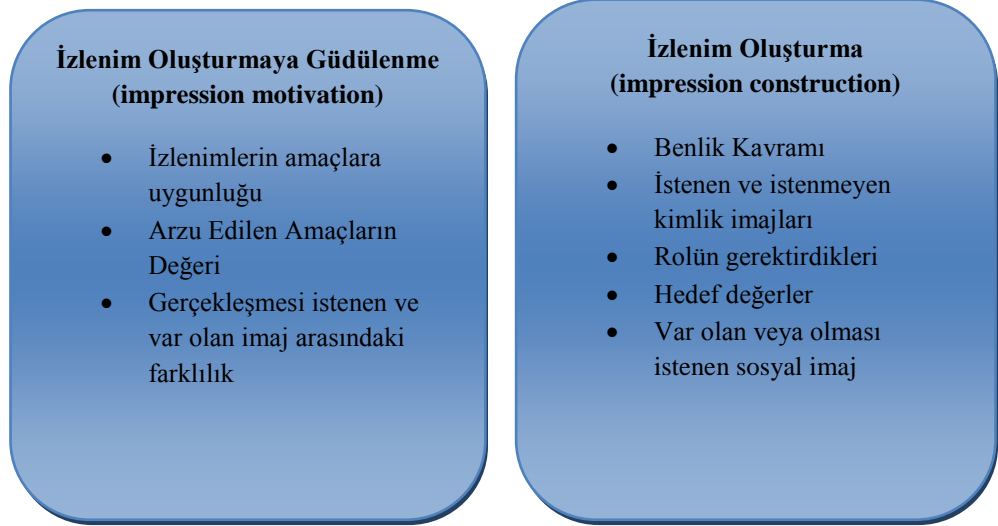 İzlenim Oluşturmaya Güdülenme
(impression motivation)
• İzlenimlerin amaçlara
uygunluğu
• Arzu Edilen Amaçların
Değeri
• Gerçekleşmesi istenen ve
var olan imaj arasındaki
farklılık
İzlenim Oluşturma
(impression construction)
• Benlik Kavramı
• İstenen ve istenmeyen
kimlik imajları
• Rolün gerektirdikleri
• Hedef değerler
• Var olan veya olması
istenen sosyal imaj